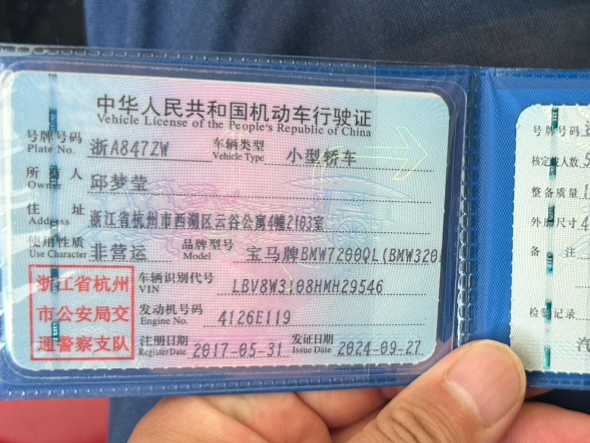 中华人民共和国机动车行驶证
Vehicle License of the People's Republic of China
号牌号码 Plate No. 浙A847ZW 车辆类型 Vehicle Type 小型轿车
所有人 Owner 邱梦莹
住址 Address 浙江省杭州市西湖区云谷公寓4幢2103室
使用性质 Use Character 非营运 品牌型号 Model 宝马牌BMW7200QL(BMW320
浙江省杭州市公安局交通警察支队
车辆识别代号 VIN LBV8W3108HMH29546
发动机号码 Engine No. 4126E119
注册日期 Register Date 2017-05-31 发证日期 Issue Date 2024-09-27
号牌号码
核定载人数 5
整备质量 1
外廓尺寸 4
备注
检验记录